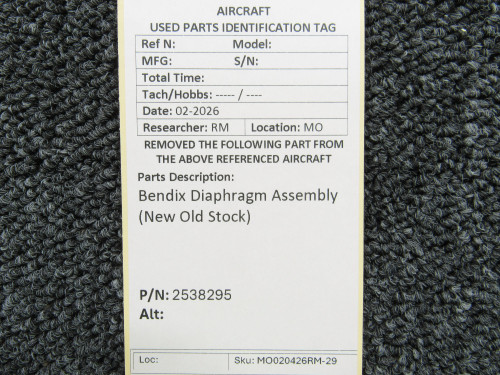 AIRCRAFT
USED PARTS IDENTIFICATION TAG
Ref N: Model:
MFG: S/N:
Total Time:
Tach/Hobbs: ----- / ----
Date: 02-2026
Researcher: RM Location: MO
REMOVED THE FOLLOWING PART FROM
THE ABOVE REFERENCED AIRCRAFT
Parts Description:
Bendix Diaphragm Assembly
(New Old Stock)
P/N: 2538295
Alt:
Loc: Sku: MO020426RM-29